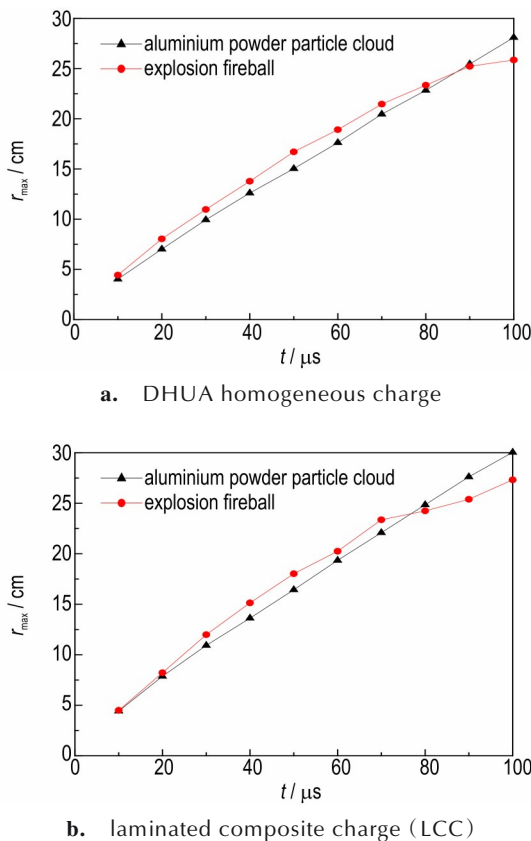 30
aluminium powder particle cloud
25
explosion fireball
20
15
r max / cm
10
5
0
0 20 40 60 80 100
t / μs
a. DHUA homogeneous charge
30
aluminium powder particle cloud
25
explosion fireball
20
15
r max / cm
10
5
0
0 20 40 60 80 100
t / μs
b. laminated composite charge (LCC)